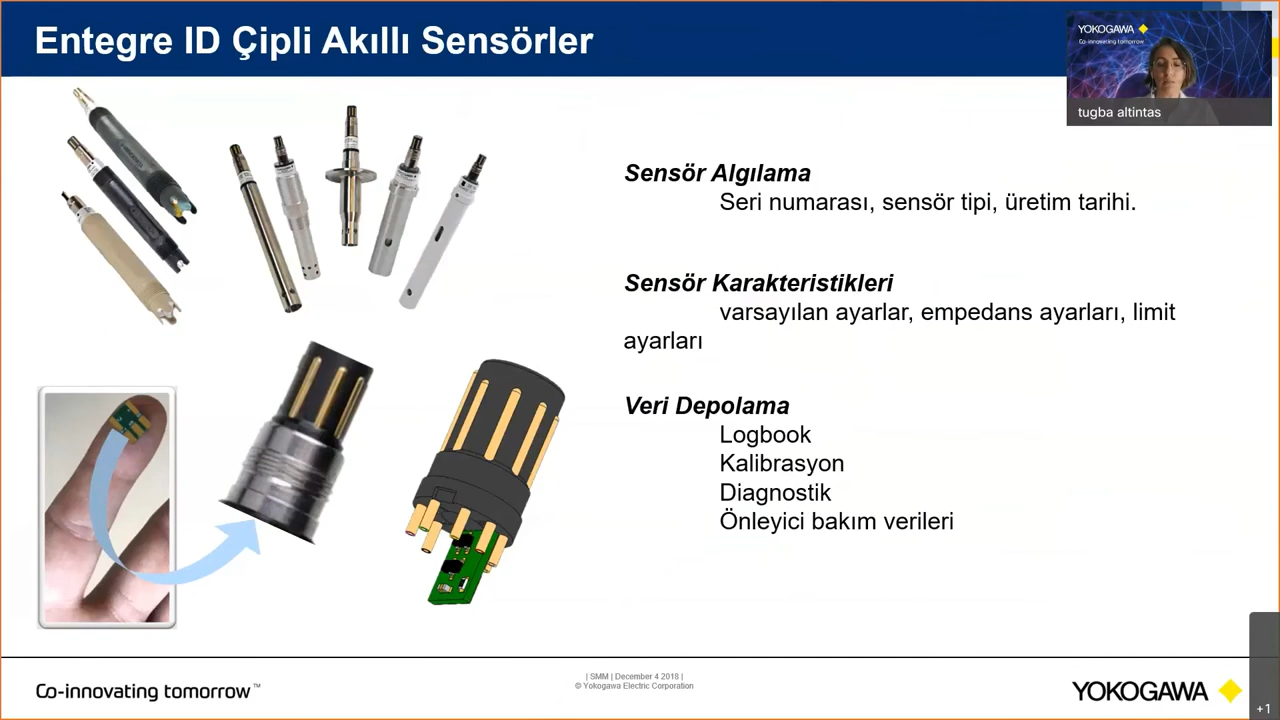 Entegre ID Çipli Akıllı Sensörler
YOKOGAWA
Co-innovating tomorrow
tugba altintas
Sensör Algılama
Seri numarası, sensör tipi, üretim tarihi.
Sensör Karakteristikleri
varsayılan ayarlar, empedans ayarları, limit
ayarları
Veri Depolama
Logbook
Kalibrasyon
Diagnostik
Önleyici bakım verileri
Co-innovating tomorrow™
| SMM | December 4 2018 |
© Yokogawa Electric Corporation
YOKOGAWA
+1